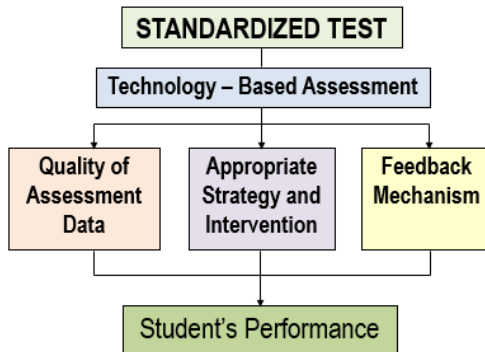 STANDARDIZED TEST
Technology – Based Assessment
Quality of
Assessment
Data
Appropriate
Strategy and
Intervention
Feedback
Mechanism
Student’s Performance